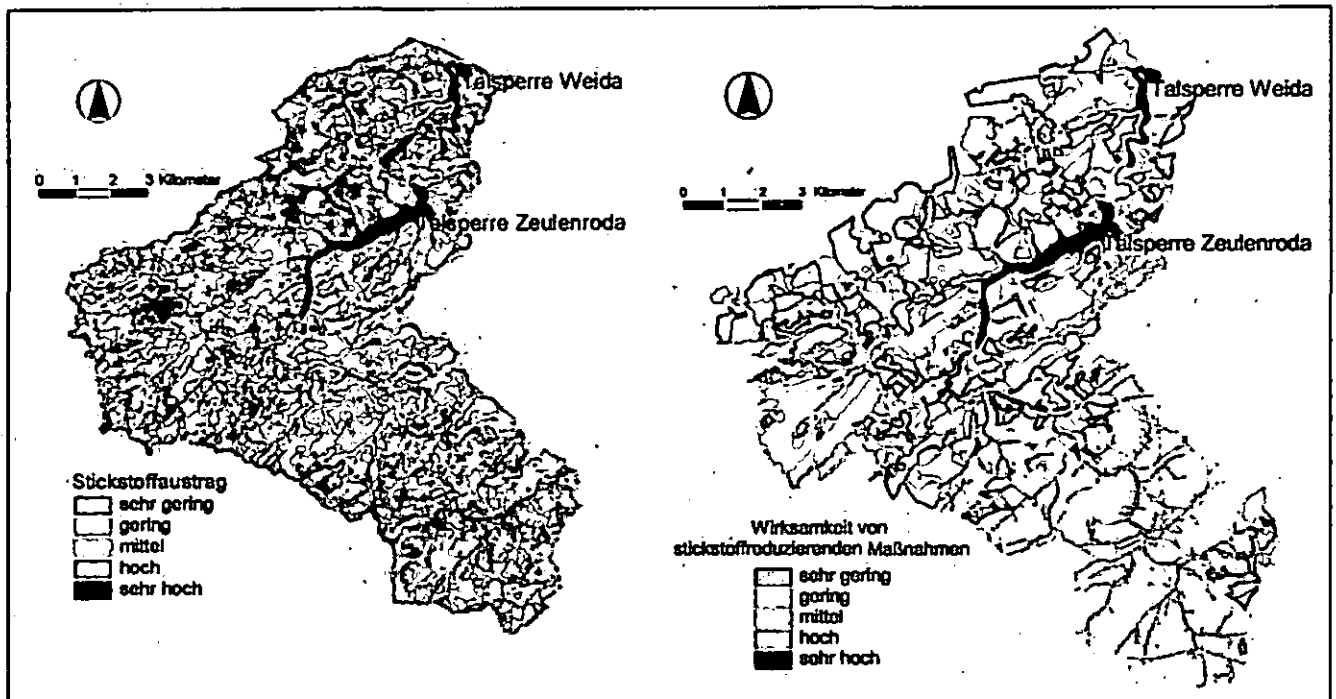 Talsperre Weida
0 1 2 3 Kilometer
Talsperre Zeulenroda
Stickstoffaustrag
sehr gering
gering
mittel
hoch
sehr hoch
Talsperre Weida
0 1 2 3 Kilometer
Talsperre Zeulenroda
Wirksamkeit von
stickstoffreduzierenden Maßnahmen
sehr gering
gering
mittel
hoch
sehr hoch